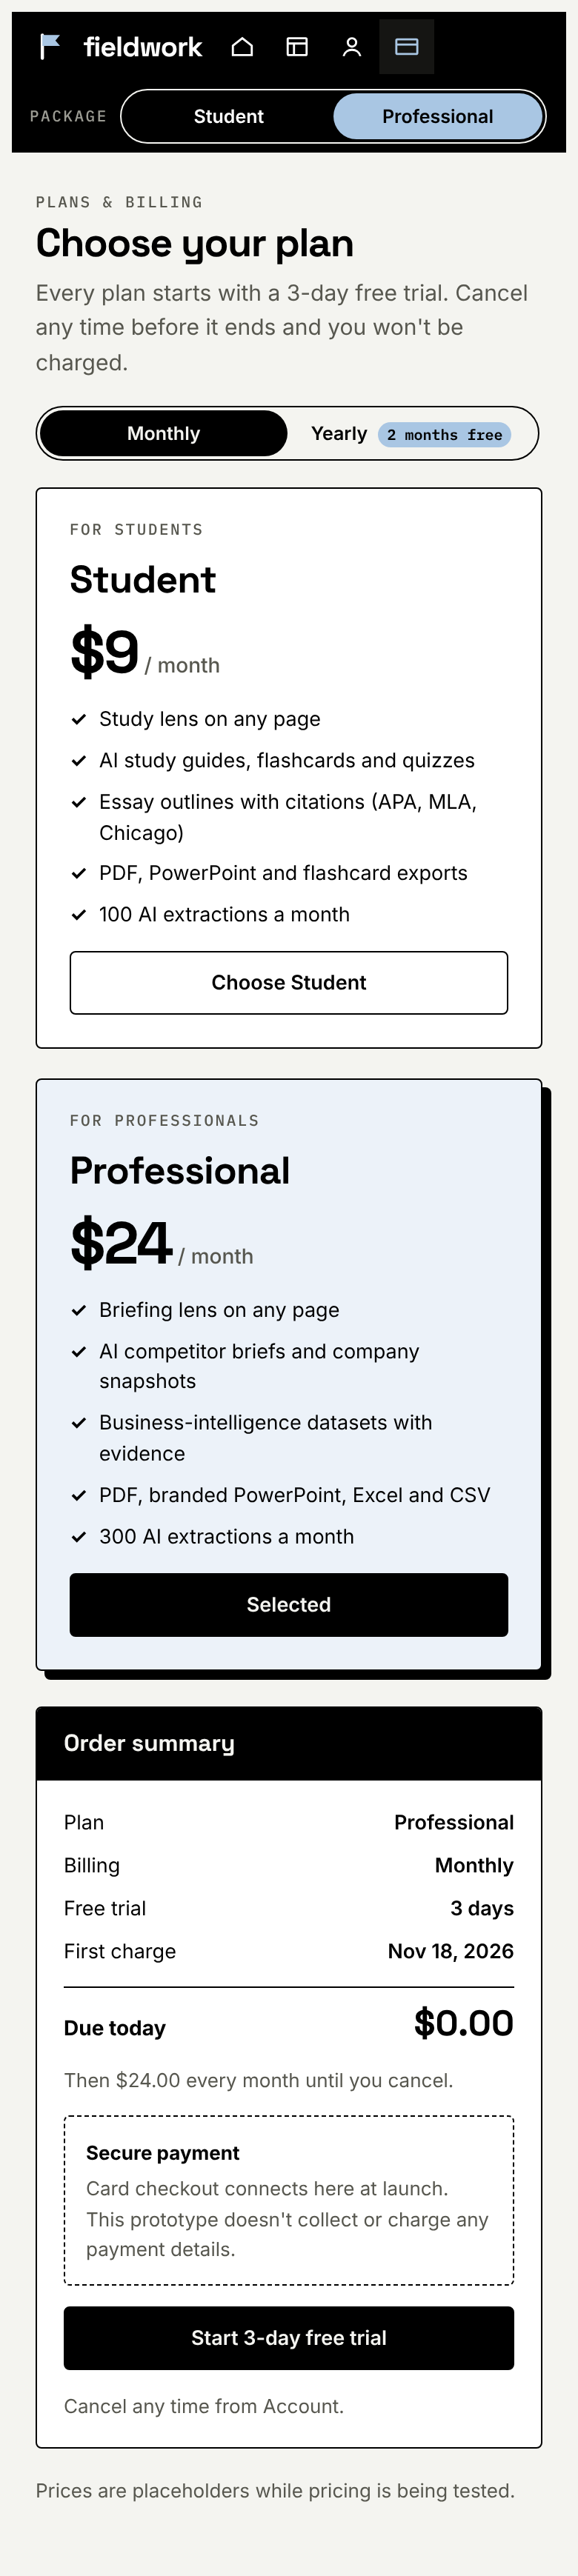 fieldwork
PACKAGE
Student
Professional
PLANS & BILLING
Choose your plan
Every plan starts with a 3-day free trial. Cancel
any time before it ends and you won't be
charged.
Monthly
Yearly
2 months free
FOR STUDENTS
Student
$9 / month
Study lens on any page
AI study guides, flashcards and quizzes
Essay outlines with citations (APA, MLA,
Chicago)
PDF, PowerPoint and flashcard exports
100 AI extractions a month
Choose Student
FOR PROFESSIONALS
Professional
$24 / month
Briefing lens on any page
AI competitor briefs and company
snapshots
Business-intelligence datasets with
evidence
PDF, branded PowerPoint, Excel and CSV
300 AI extractions a month
Selected
Order summary
Plan Professional
Billing Monthly
Free trial 3 days
First charge Nov 18, 2026
Due today $0.00
Then $24.00 every month until you cancel.
Secure payment
Card checkout connects here at launch.
This prototype doesn't collect or charge any
payment details.
Start 3-day free trial
Cancel any time from Account.
Prices are placeholders while pricing is being tested.